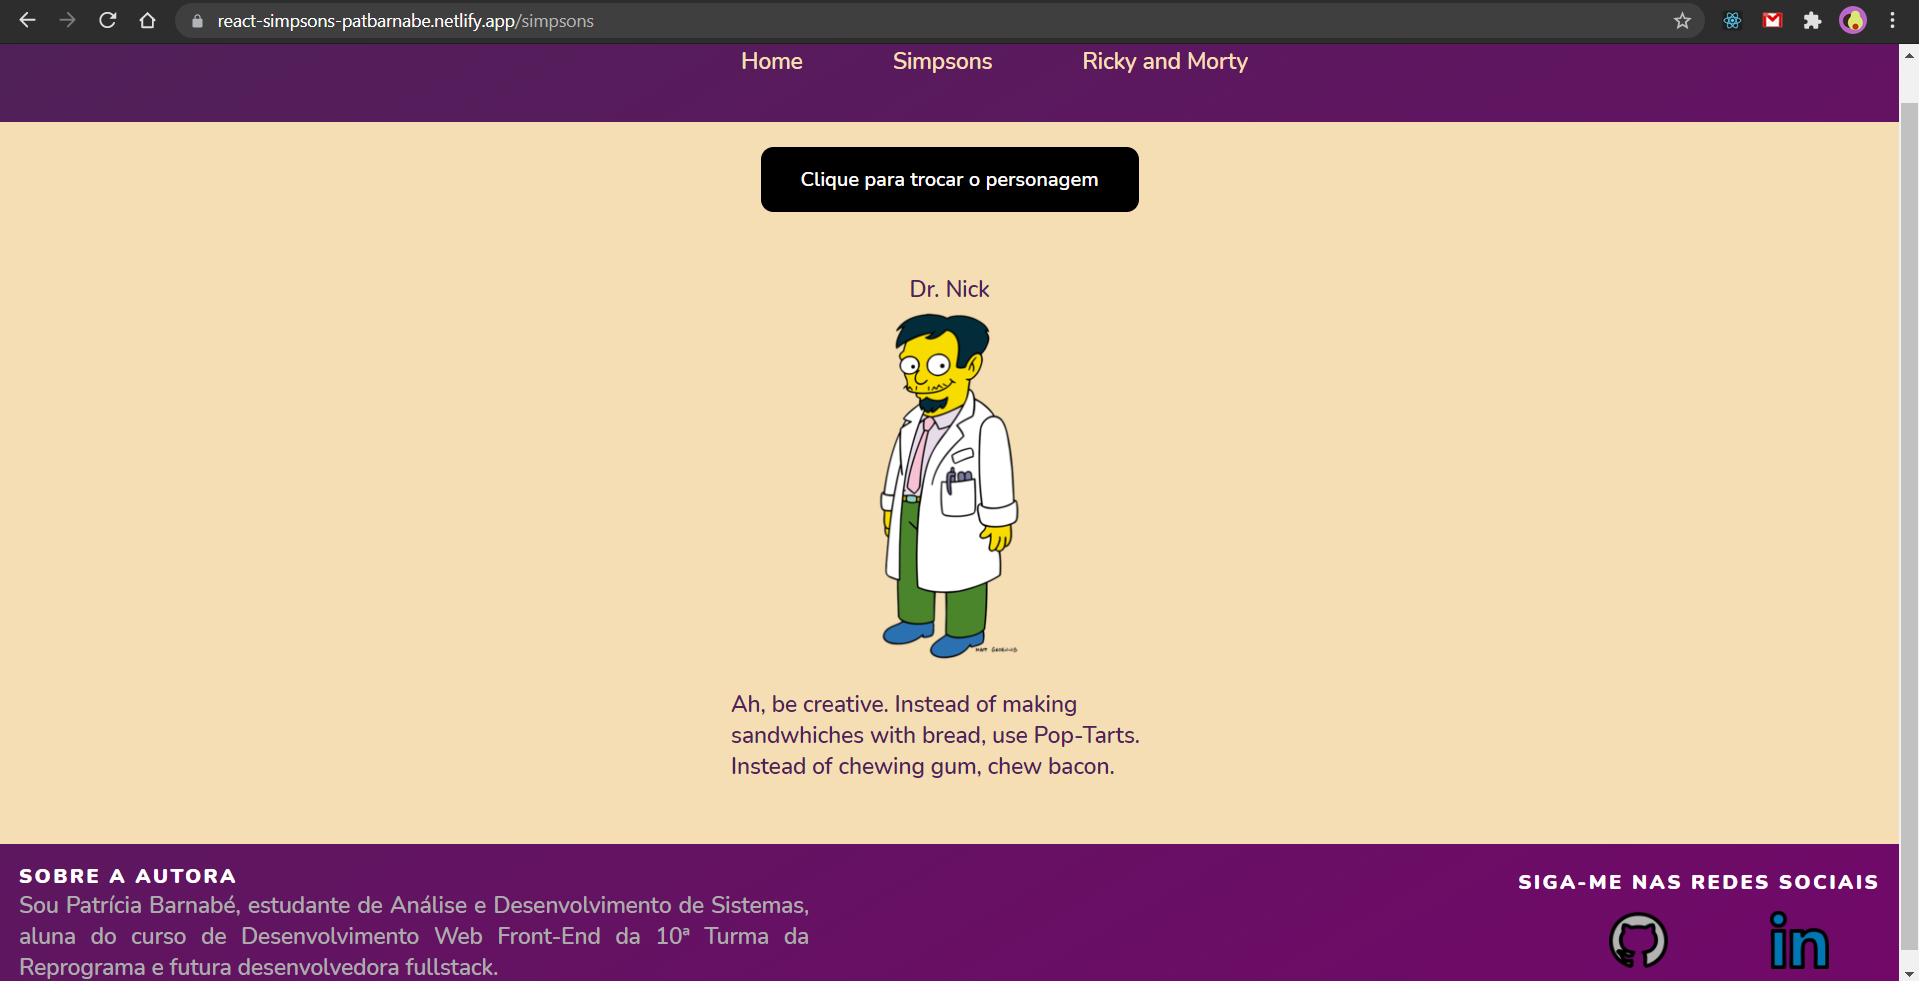 react-simpsons-patbarnabe.netlify.app/simpsons
Home Simpsons Ricky and Morty
Clique para trocar o personagem
Dr. Nick
MATT GROENING
Ah, be creative. Instead of making
sandwhiches with bread, use Pop-Tarts.
Instead of chewing gum, chew bacon.
SOBRE A AUTORA
Sou Patrícia Barnabé, estudante de Análise e Desenvolvimento de Sistemas,
aluna do curso de Desenvolvimento Web Front-End da 10ª Turma da
Reprograma e futura desenvolvedora fullstack.
SIGA-ME NAS REDES SOCIAIS
in